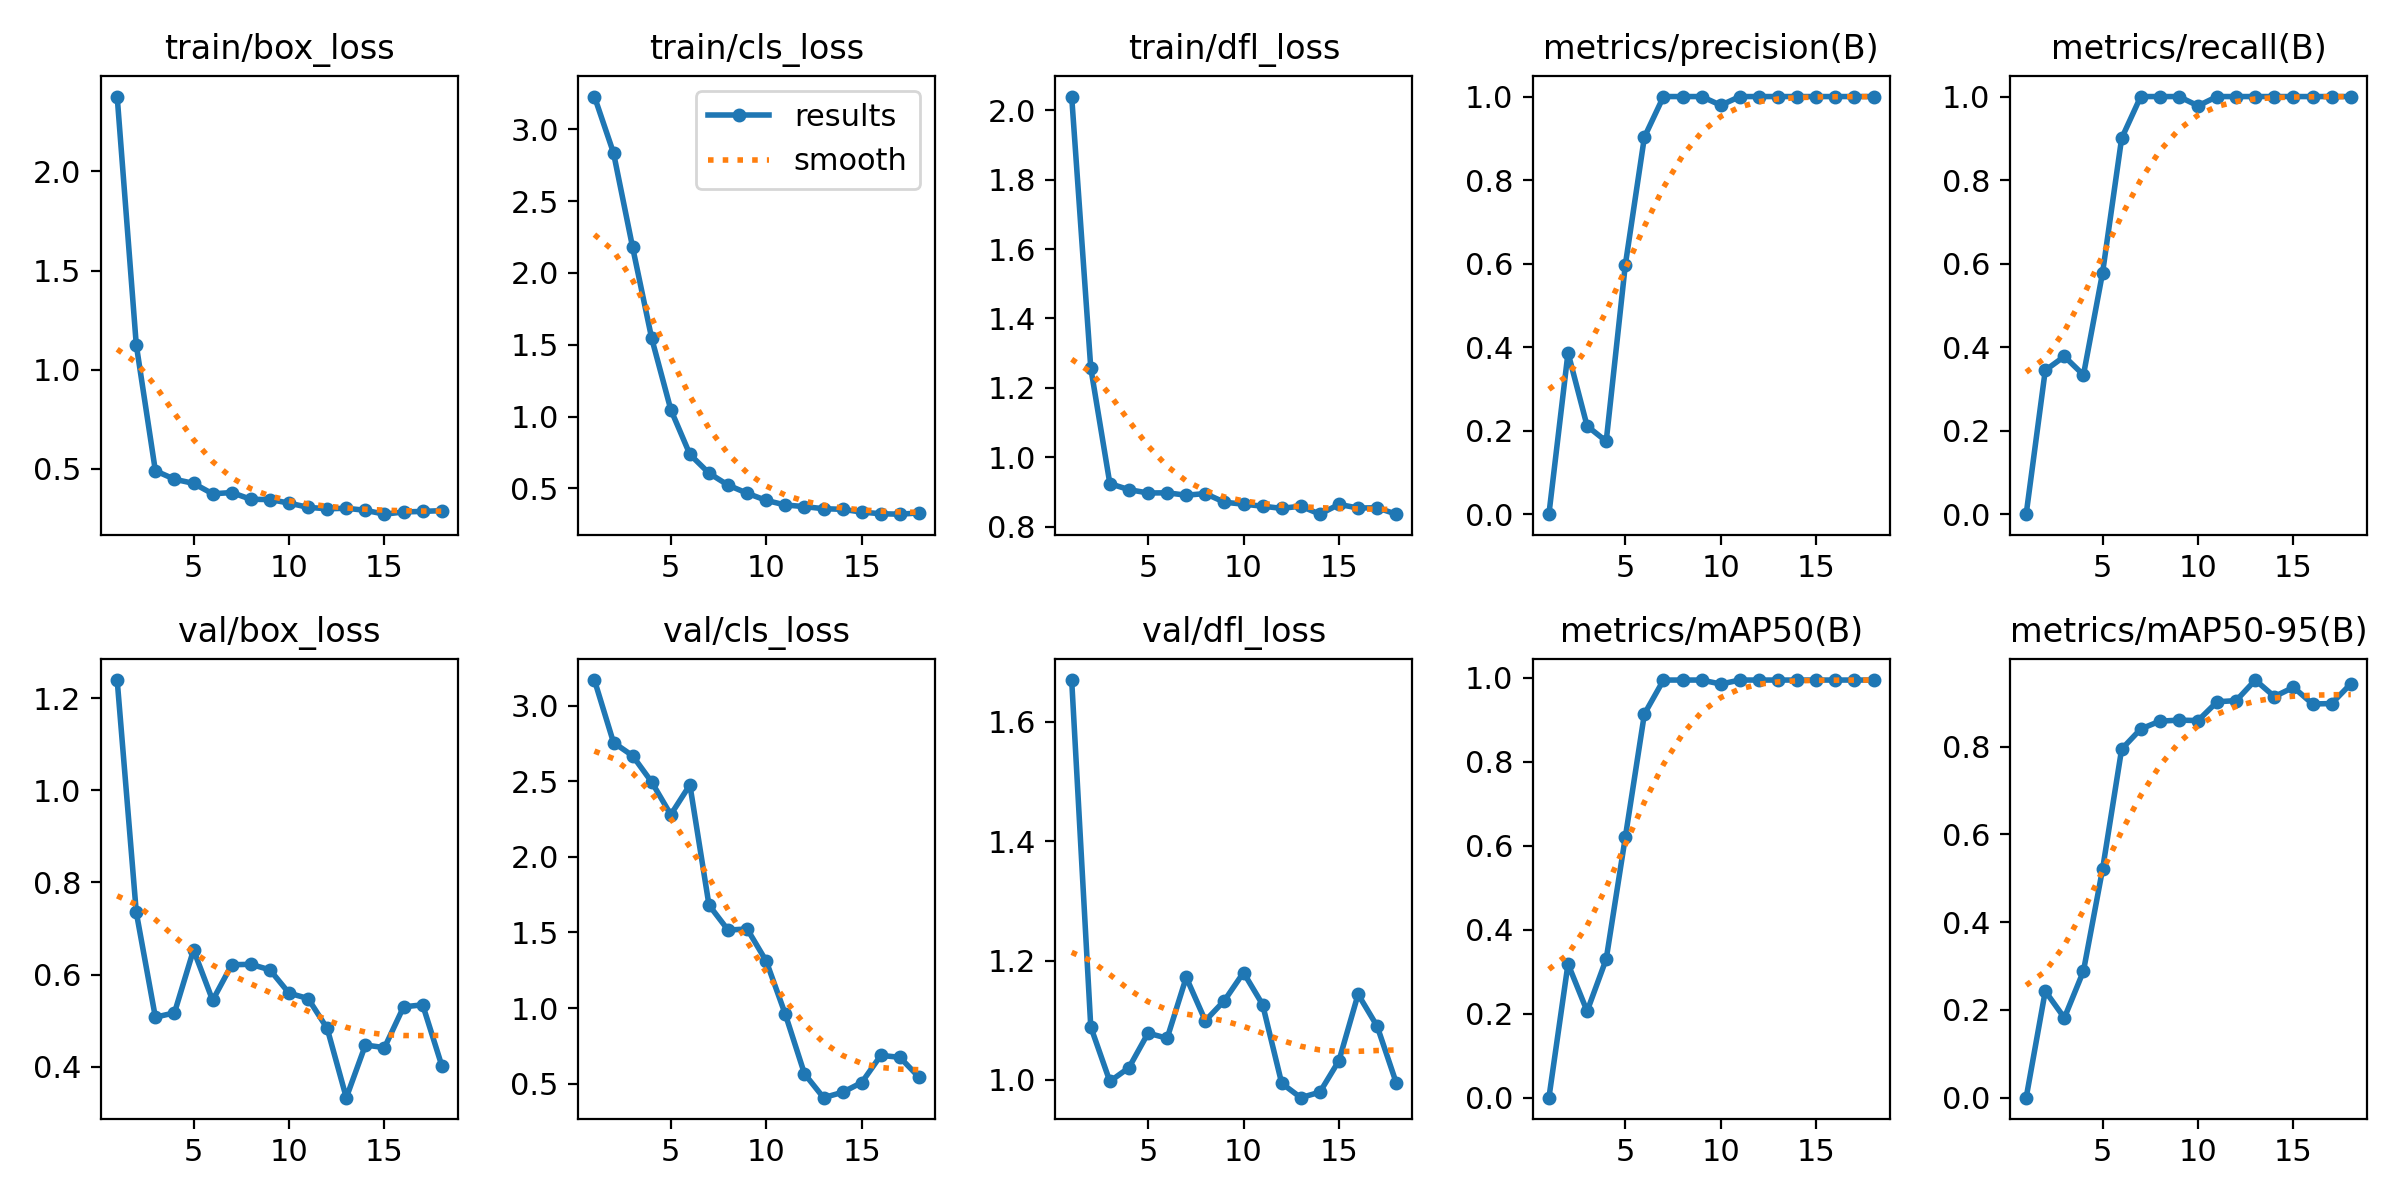 train/box_loss
train/cls_loss
train/dfl_loss
metrics/precision(B)
metrics/recall(B)
2.0
1.5
1.0
0.5
5 10 15
3.0
2.5
2.0
1.5
1.0
0.5
5 10 15
results
smooth
2.0
1.8
1.6
1.4
1.2
1.0
0.8
5 10 15
1.0
0.8
0.6
0.4
0.2
0.0
5 10 15
1.0
0.8
0.6
0.4
0.2
0.0
5 10 15
val/box_loss
val/cls_loss
val/dfl_loss
metrics/mAP50(B)
metrics/mAP50-95(B)
1.2
1.0
0.8
0.6
0.4
5 10 15
3.0
2.5
2.0
1.5
1.0
0.5
5 10 15
1.6
1.4
1.2
1.0
5 10 15
1.0
0.8
0.6
0.4
0.2
0.0
5 10 15
0.8
0.6
0.4
0.2
0.0
5 10 15